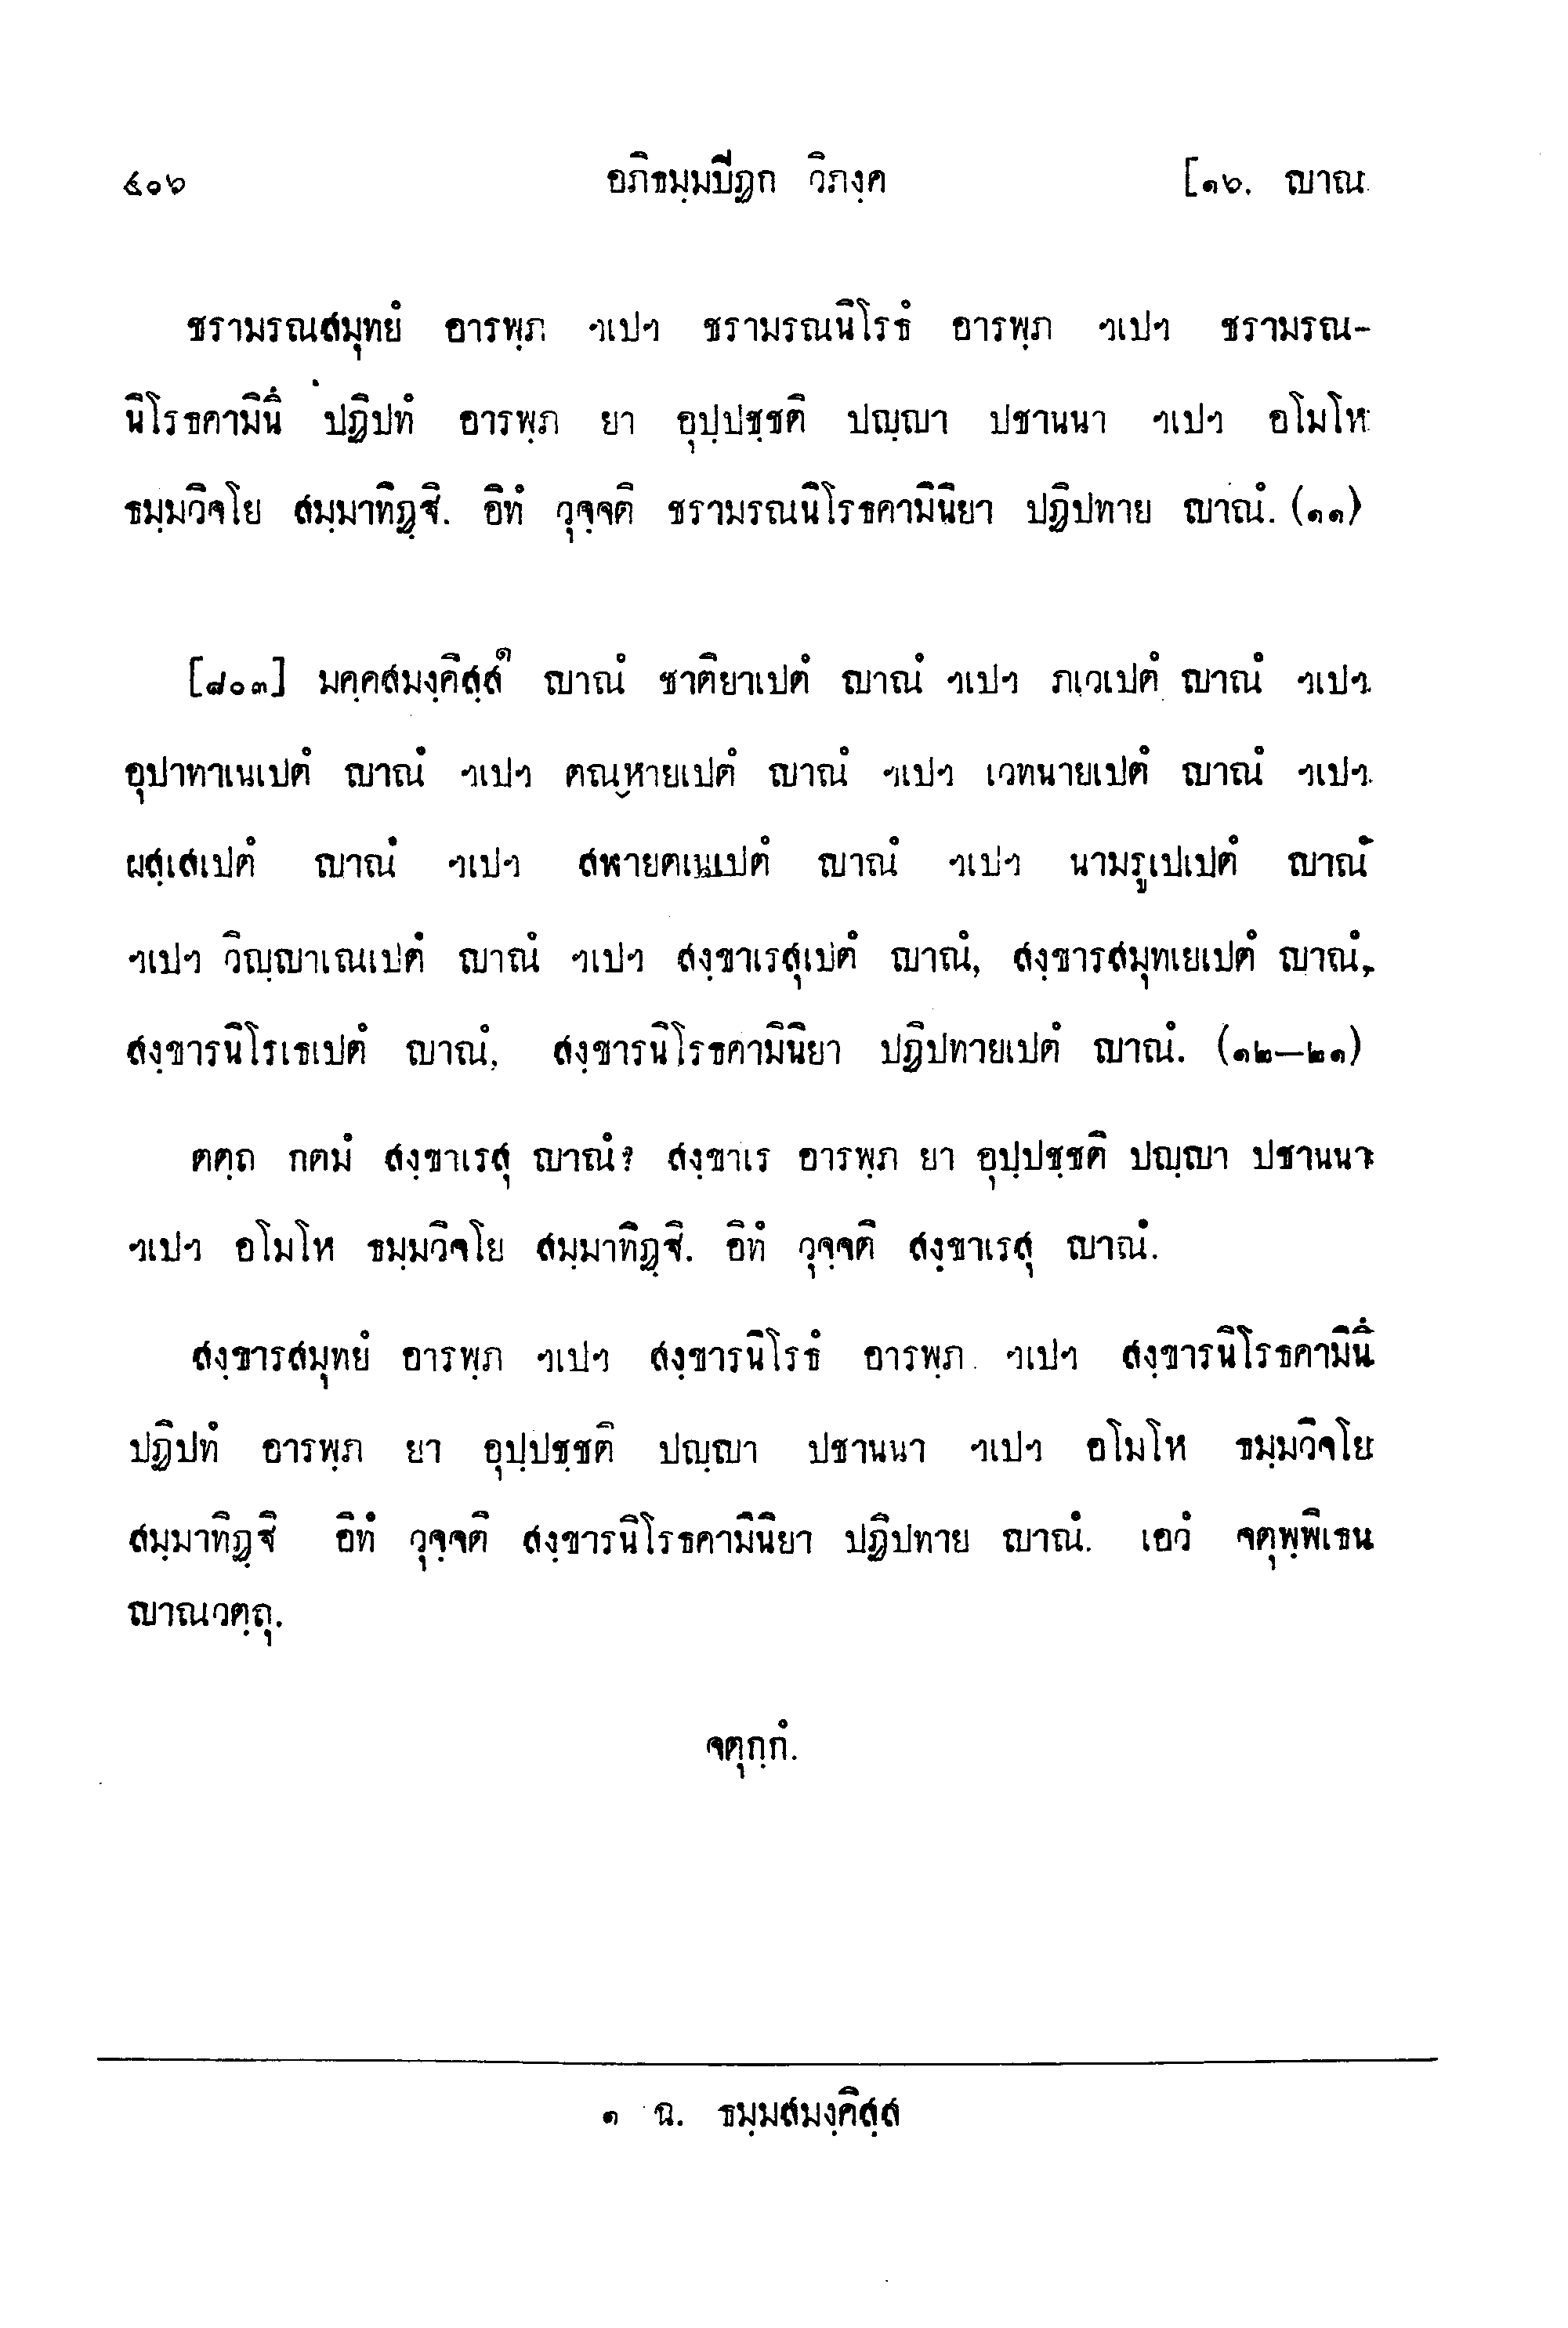 ๔๐๖ อภิธมฺมปีฏก วิภงฺค [๑๖. ญาณ
ชรามรณสมุทยํ อารพฺภ ฯเปฯ ชรามรณนิโรธํ อารพฺภ ฯเปฯ ชรามรณ-
นิโรธคามินึ ปฏิปทํ อารพฺภ ยา อุปฺปชฺชติ ปญฺญา ปชานนา ฯเปฯ อโมโห
ธมฺมวิจโย สมฺมาทิฏฺฐิ. อิทํ วุจฺจติ ชรามรณนิโรธคามินิยา ปฏิปทาย ญาณํ. (๑๑)
[๘๐๓] มคฺคสมงฺคิสฺส๑ ญาณํ ชาติยาเปตํ ญาณํ ฯเปฯ ภเวเปตํ ญาณํ ฯเปฯ
อุปาทาเนเปตํ ญาณํ ฯเปฯ ตณฺหายเปตํ ญาณํ ฯเปฯ เวทนายเปตํ ญาณํ ฯเปฯ
ผสฺเสเปตํ ญาณํ ฯเปฯ สฬายตเนเปตํ ญาณํ ฯเปฯ นามรูเปเปตํ ญาณํ
ฯเปฯ วิญฺญาเณเปตํ ญาณํ ฯเปฯ สงฺขาเรสุเปตํ ญาณํ, สงฺขารสมุทเยเปตํ ญาณํ,
สงฺขารนิโรเธเปตํ ญาณํ, สงฺขารนิโรธคามินิยา ปฏิปทายเปตํ ญาณํ. (๑๒–๒๑)
ตตฺถ กตมํ สงฺขาเรสุ ญาณํ? สงฺขาเร อารพฺภ ยา อุปฺปชฺชติ ปญฺญา ปชานนา
ฯเปฯ อโมโห ธมฺมวิจโย สมฺมาทิฏฺฐิ. อิทํ วุจฺจติ สงฺขาเรสุ ญาณํ.
สงฺขารสมุทยํ อารพฺภ ฯเปฯ สงฺขารนิโรธํ อารพฺภ ฯเปฯ สงฺขารนิโรธคามินึ
ปฏิปทํ อารพฺภ ยา อุปฺปชฺชติ ปญฺญา ปชานนา ฯเปฯ อโมโห ธมฺมวิจโย
สมฺมาทิฏฺฐิ อิทํ วุจฺจติ สงฺขารนิโรธคามินิยา ปฏิปทาย ญาณํ. เอวํ จตุพฺพิเธน
ญาณวตฺถุ.
จตุกฺกํ.
๑ ฉ. ธมฺมสมงฺคิสฺส